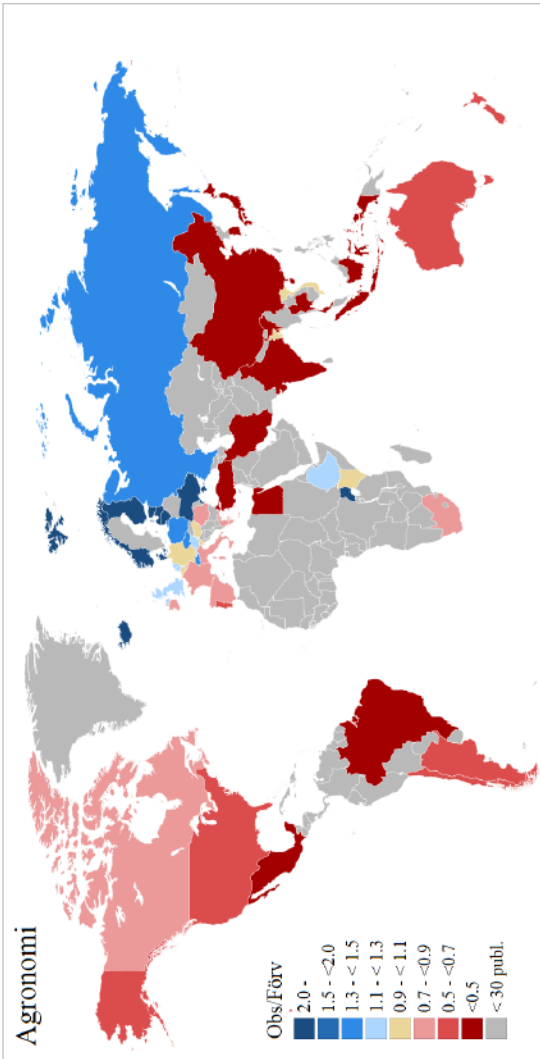 Agronomi
Obs/Förv
2.0 -
1.5 - <2.0
1.3 - < 1.5
1.1 - < 1.3
0.9 - < 1.1
0.7 - <0.9
0.5 - <0.7
<0.5
< 30 publ.